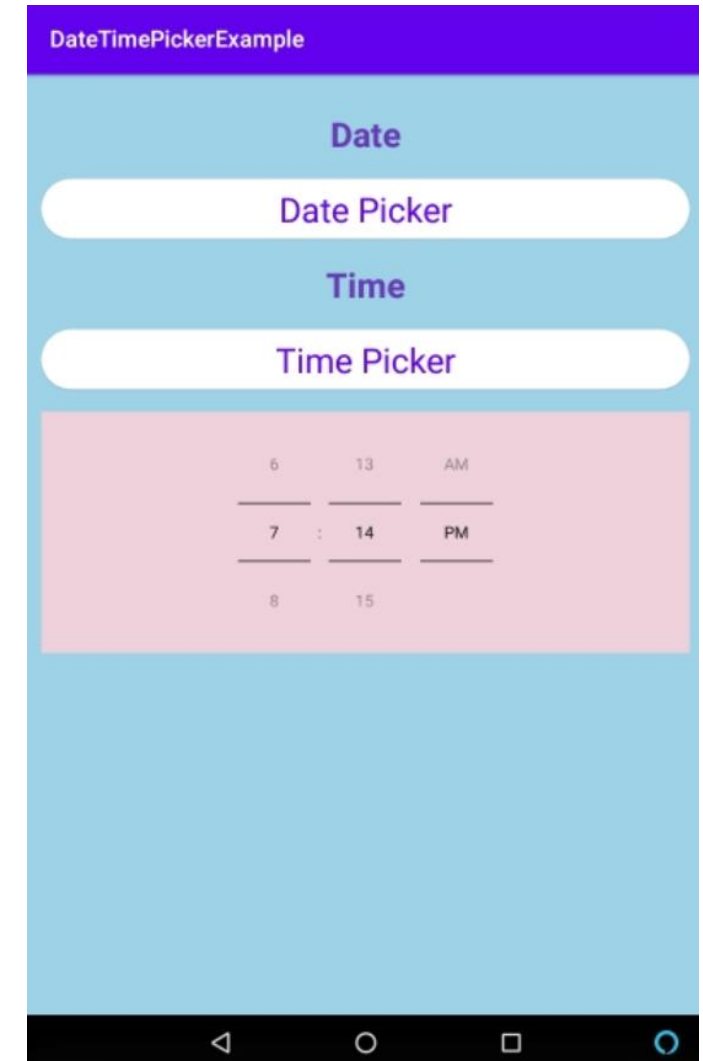 DateTimePickerExample
Date
Date Picker
Time
Time Picker
6 13 AM
7 : 14 PM
8 15